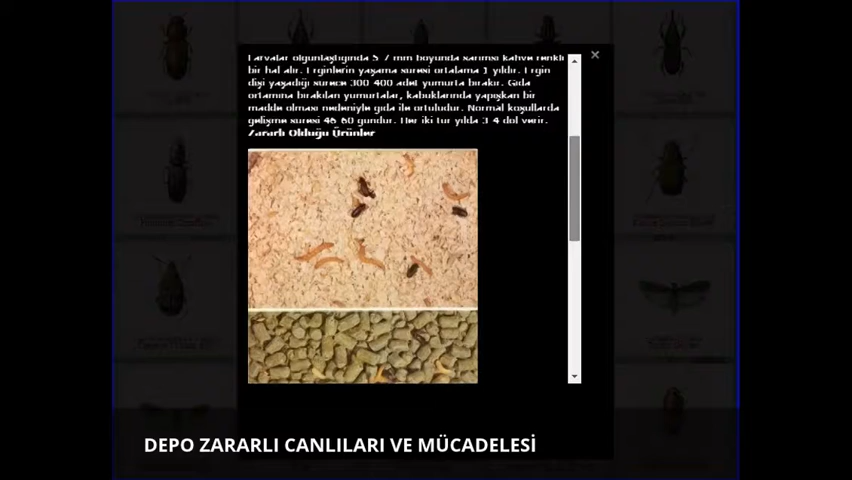 Larvalar olgunlaştığında 5-7 mm boyunda sarımsı kahve renkli
bir hal alır. Erginlerin yaşama süresi ortalama 1 yıldır. Ergin
dişi yaşadığı sürece 300-400 adet yumurta bırakır. Gıda
ortamına bırakılan yumurtalar, kabuklarında yapışkan bir
madde olması nedeniyle gıda ile örtülüdür. Normal koşullarda
gelişme süresi 46-60 gündür. Her iki tür yılda 3-4 döl verir.
Zararlı Olduğu Ürünler
DEPO ZARARLI CANLILARI VE MÜCADELESİ